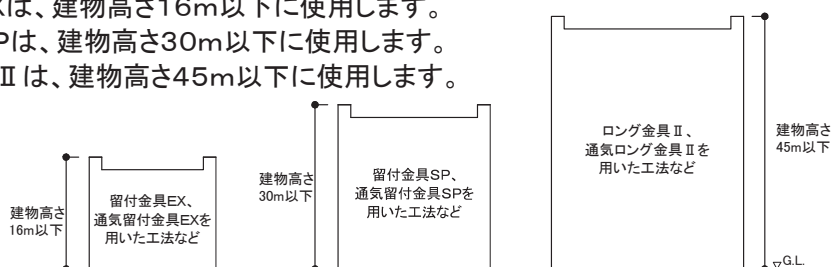 Xは、建物高さ16m以下に使用します。
Pは、建物高さ30m以下に使用します。
Ⅱは、建物高さ45m以下に使用します。
建物高さ
16m以下
留付金具EX、
通気留付金具EXを
用いた工法など
建物高さ
30m以下
留付金具SP、
通気留付金具SPを
用いた工法など
ロング金具Ⅱ、
通気ロング金具Ⅱを
用いた工法など
建物高さ
45m以下
▽G.L.